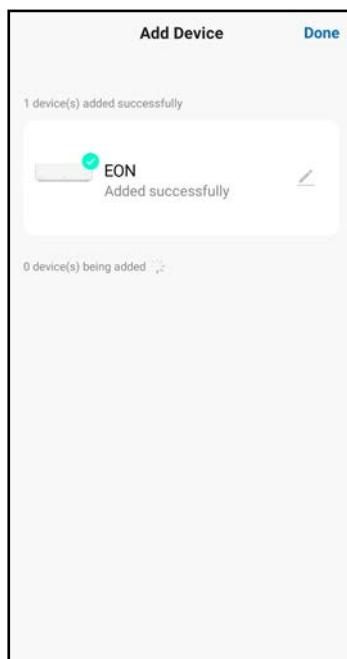 Add Device
Done
1 device(s) added successfully
EON
Added successfully
0 device(s) being added